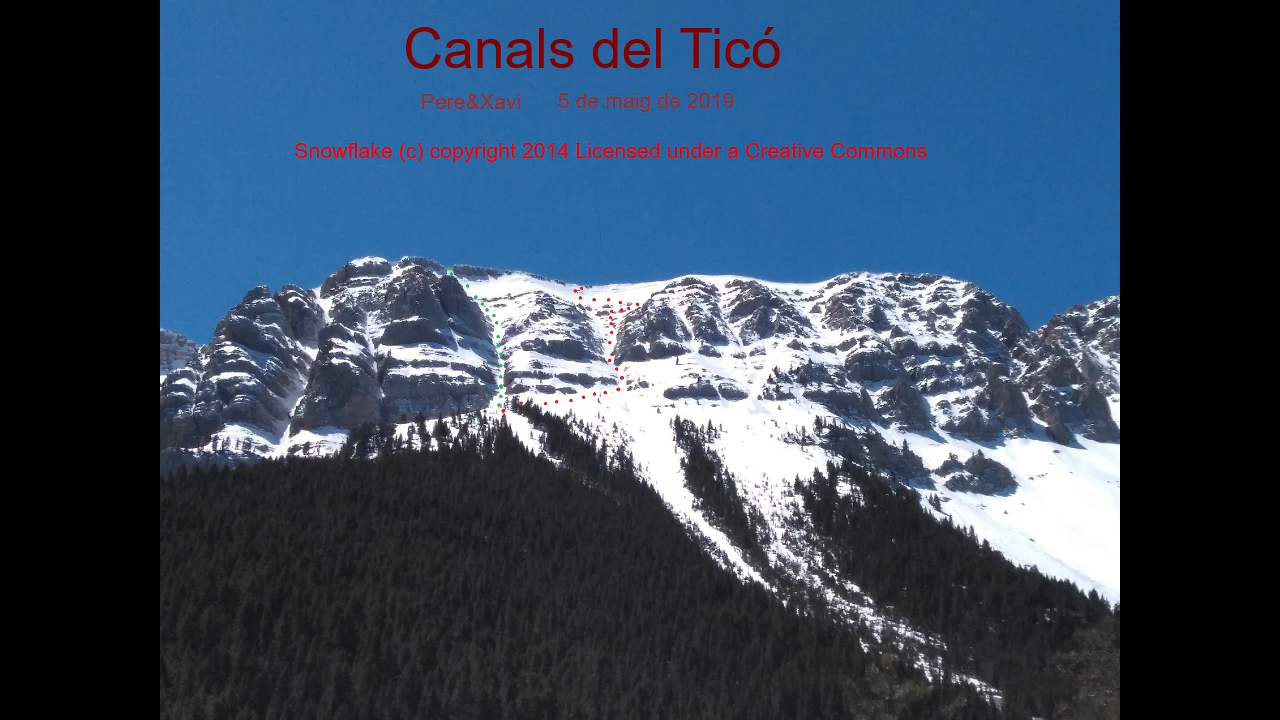 Canals del Ticó
Pere&Xavi 5 de maig de 2019
Snowflake (c) copyright 2014 Licensed under a Creative Commons